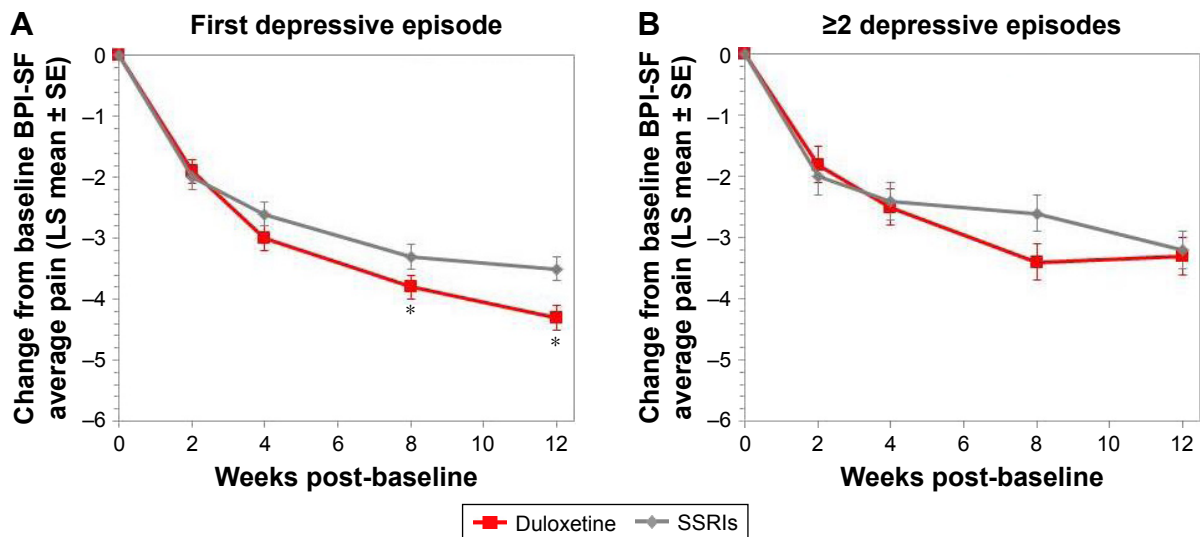 A
First depressive episode
Change from baseline BPI-SF
average pain (LS mean ± SE)
0
–1
–2
–3
–4
–5
–6
*
*
0 2 4 6 8 10 12
Weeks post-baseline
B
≥2 depressive episodes
Change from baseline BPI-SF
average pain (LS mean ± SE)
0
–1
–2
–3
–4
–5
–6
0 2 4 6 8 10 12
Weeks post-baseline
Duloxetine SSRIs